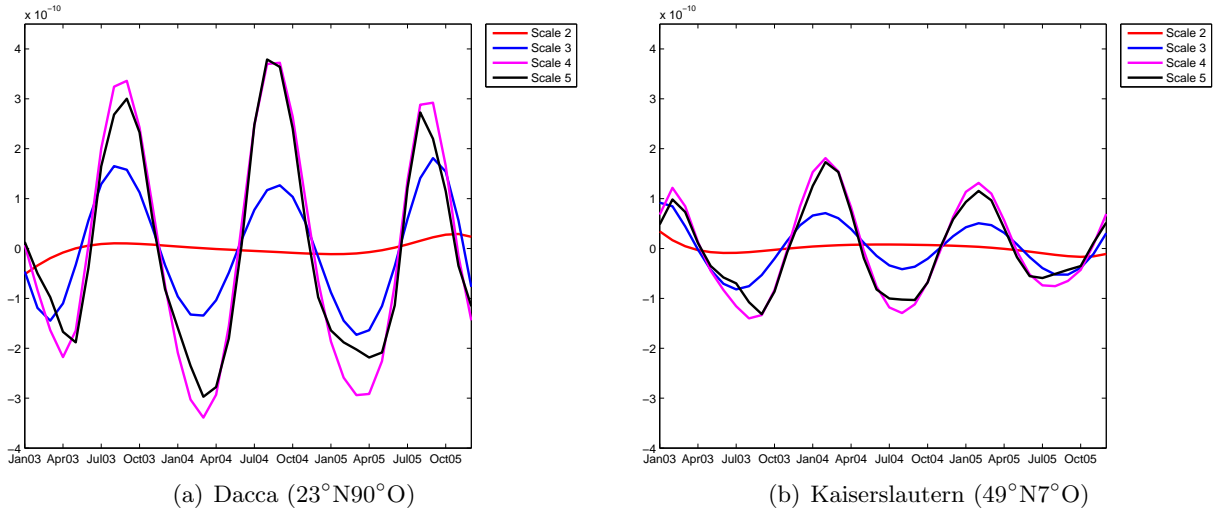 x 10−10
4
3
2
1
0
−1
−2
−3
−4
Jan03 Apr03 Jul03 Oct03 Jan04 Apr04 Jul04 Oct04 Jan05 Apr05 Jul05 Oct05
Scale 2
Scale 3
Scale 4
Scale 5
(a) Dacca (23°N90°O)
x 10−10
4
3
2
1
0
−1
−2
−3
−4
Jan03 Apr03 Jul03 Oct03 Jan04 Apr04 Jul04 Oct04 Jan05 Apr05 Jul05 Oct05
Scale 2
Scale 3
Scale 4
Scale 5
(b) Kaiserslautern (49°N7°O)